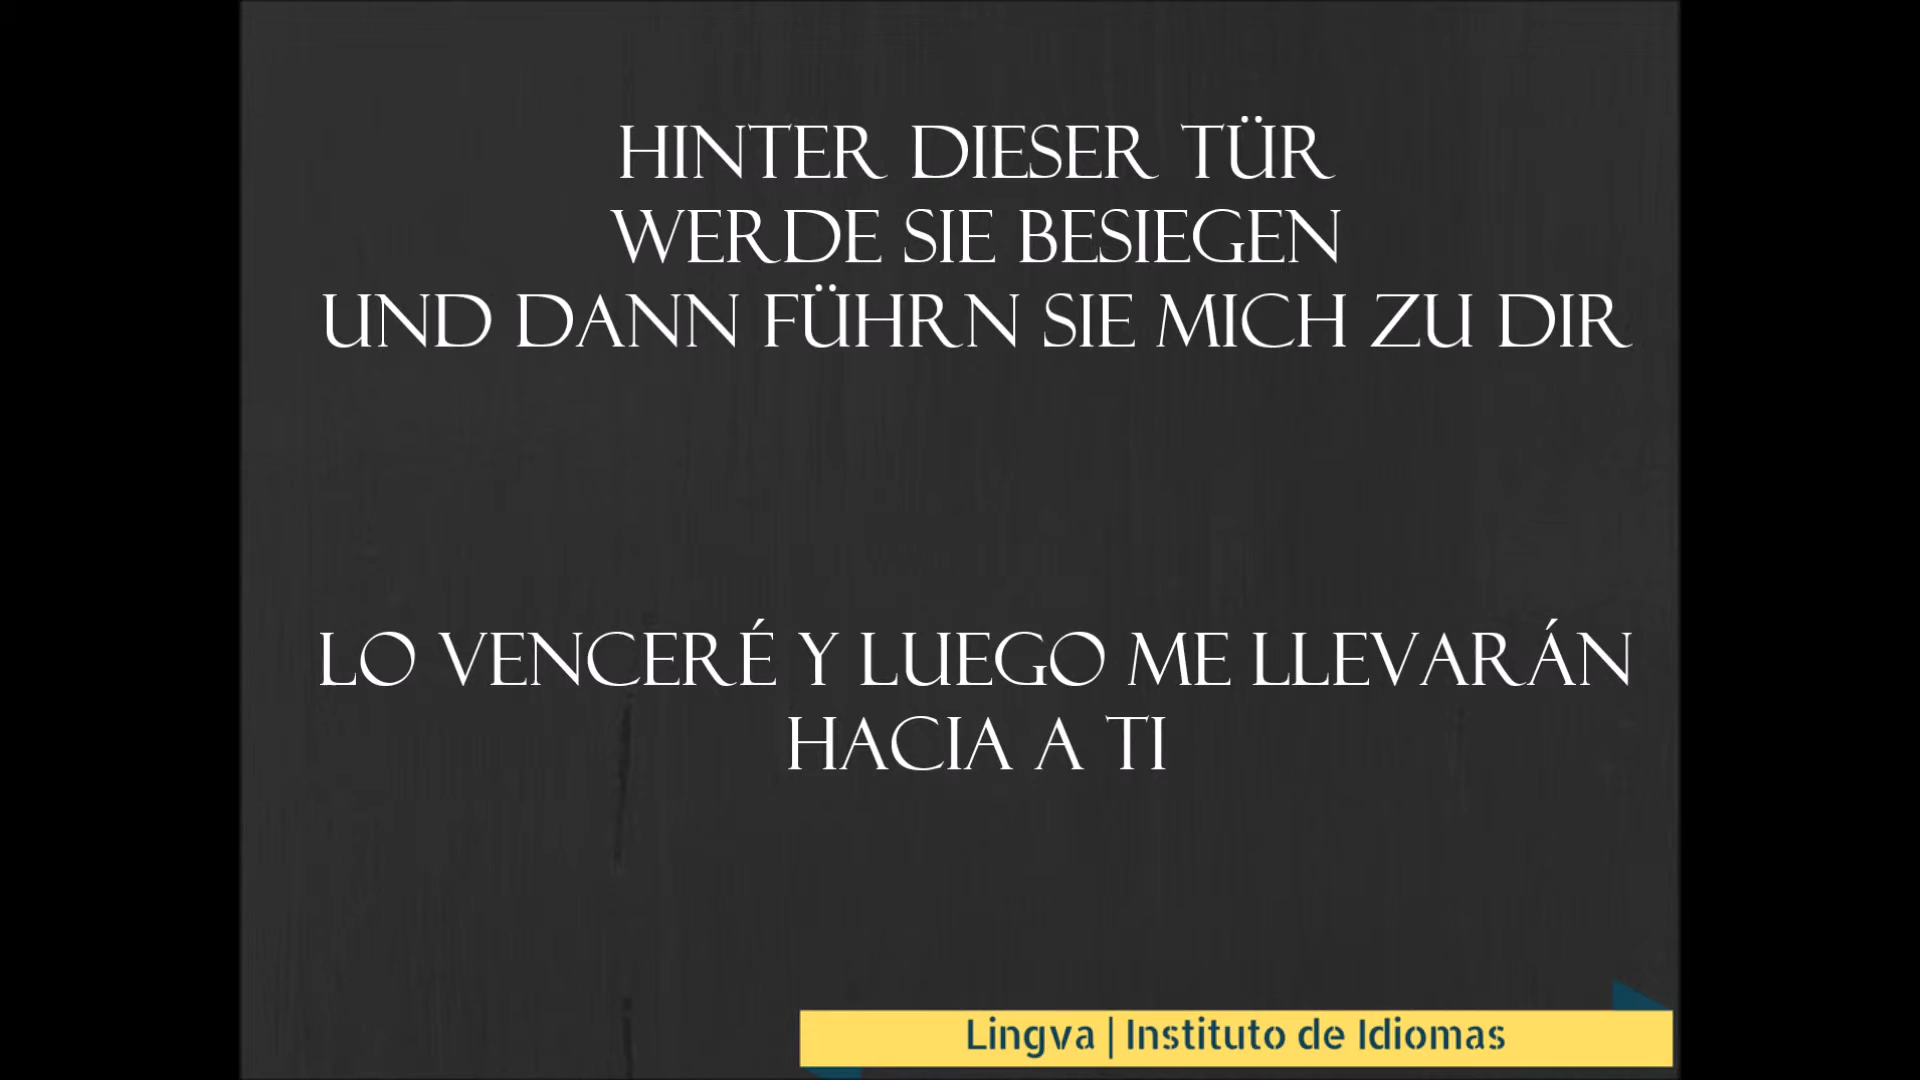 HINTER DIESER TÜR
WERDE SIE BESIEGEN
UND DANN FÜHRN SIE MICH ZU DIR
LO VENCERÉ Y LUEGO ME LLEVARÁN
HACIA A TI
Lingva | Instituto de Idiomas